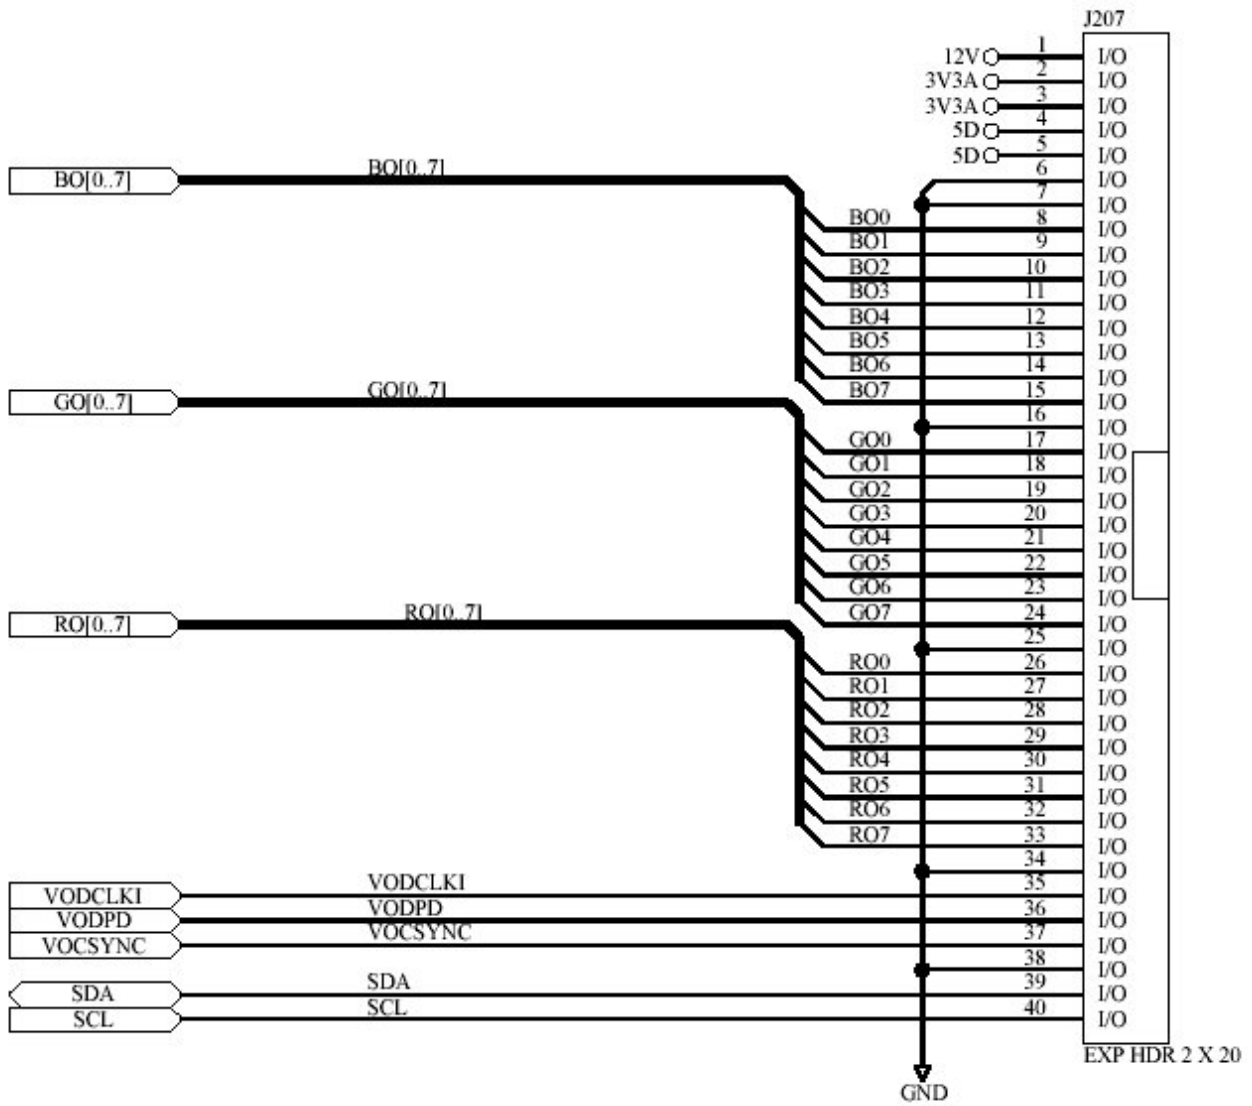 J207
12V 1 I/O
3V3A 2 I/O
3V3A 3 I/O
5D 4 I/O
5D 5 I/O
6 I/O
BO[0..7] BO[0..7]
7 I/O
BO0 8 I/O
BO1 9 I/O
BO2 10 I/O
BO3 11 I/O
BO4 12 I/O
BO5 13 I/O
BO6 14 I/O
BO7 15 I/O
GO[0..7] GO[0..7]
16 I/O
GO0 17 I/O
GO1 18 I/O
GO2 19 I/O
GO3 20 I/O
GO4 21 I/O
GO5 22 I/O
GO6 23 I/O
GO7 24 I/O
RO[0..7] RO[0..7]
25 I/O
RO0 26 I/O
RO1 27 I/O
RO2 28 I/O
RO3 29 I/O
RO4 30 I/O
RO5 31 I/O
RO6 32 I/O
RO7 33 I/O
34 I/O
VODCLKI VODCLKI 35 I/O
VODPD VODPD 36 I/O
VOCSYNC VOCSYNC 37 I/O
38 I/O
SDA SDA 39 I/O
SCL SCL 40 I/O
EXP HDR 2 X 20
GND